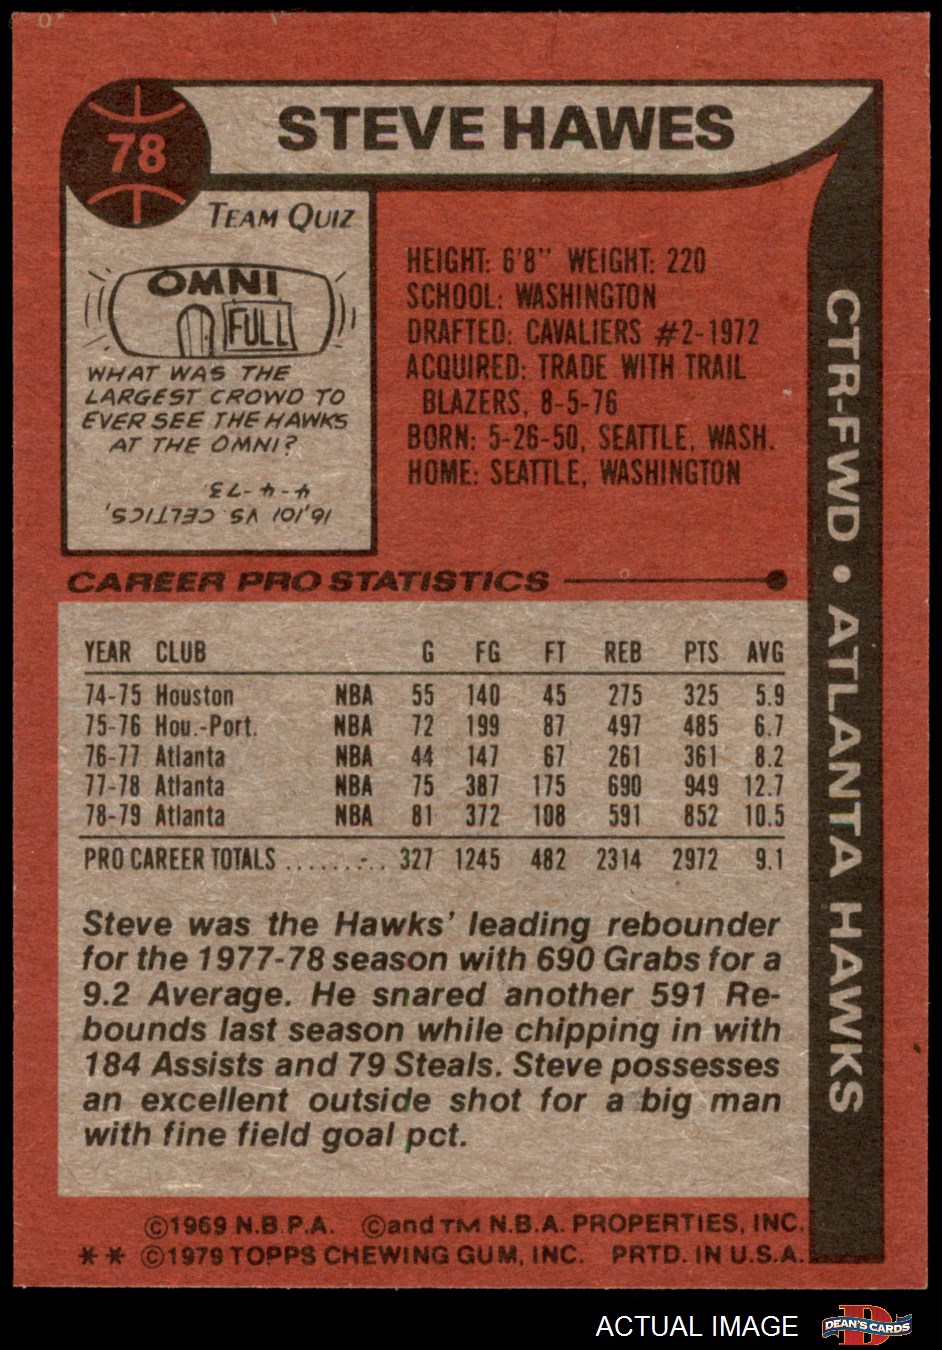 78
STEVE HAWES
TEAM QUIZ
OMNI
FULL
WHAT WAS THE
LARGEST CROWD TO
EVER SEE THE HAWKS
AT THE OMNI?
16,101 VS CELTICS,
4-4-73.
HEIGHT: 6'8" WEIGHT: 220
SCHOOL: WASHINGTON
DRAFTED: CAVALIERS #2-1972
ACQUIRED: TRADE WITH TRAIL
BLAZERS, 8-5-76
BORN: 5-26-50, SEATTLE, WASH.
HOME: SEATTLE, WASHINGTON
CTR-FWD • ATLANTA HAWKS
CAREER PRO STATISTICS
YEAR CLUB G FG FT REB PTS AVG
74-75 Houston NBA 55 140 45 275 325 5.9
75-76 Hou.-Port. NBA 72 199 87 497 485 6.7
76-77 Atlanta NBA 44 147 67 261 361 8.2
77-78 Atlanta NBA 75 387 175 690 949 12.7
78-79 Atlanta NBA 81 372 108 591 852 10.5
PRO CAREER TOTALS .......... 327 1245 482 2314 2972 9.1
Steve was the Hawks' leading rebounder
for the 1977-78 season with 690 Grabs for a
9.2 Average. He snared another 591 Re-
bounds last season while chipping in with
184 Assists and 79 Steals. Steve possesses
an excellent outside shot for a big man
with fine field goal pct.
©1969 N.B.P.A. ©and TM N.B.A. PROPERTIES, INC.
** ©1979 TOPPS CHEWING GUM, INC. PRTD. IN U.S.A.
ACTUAL IMAGE
D DEAN'S CARDS